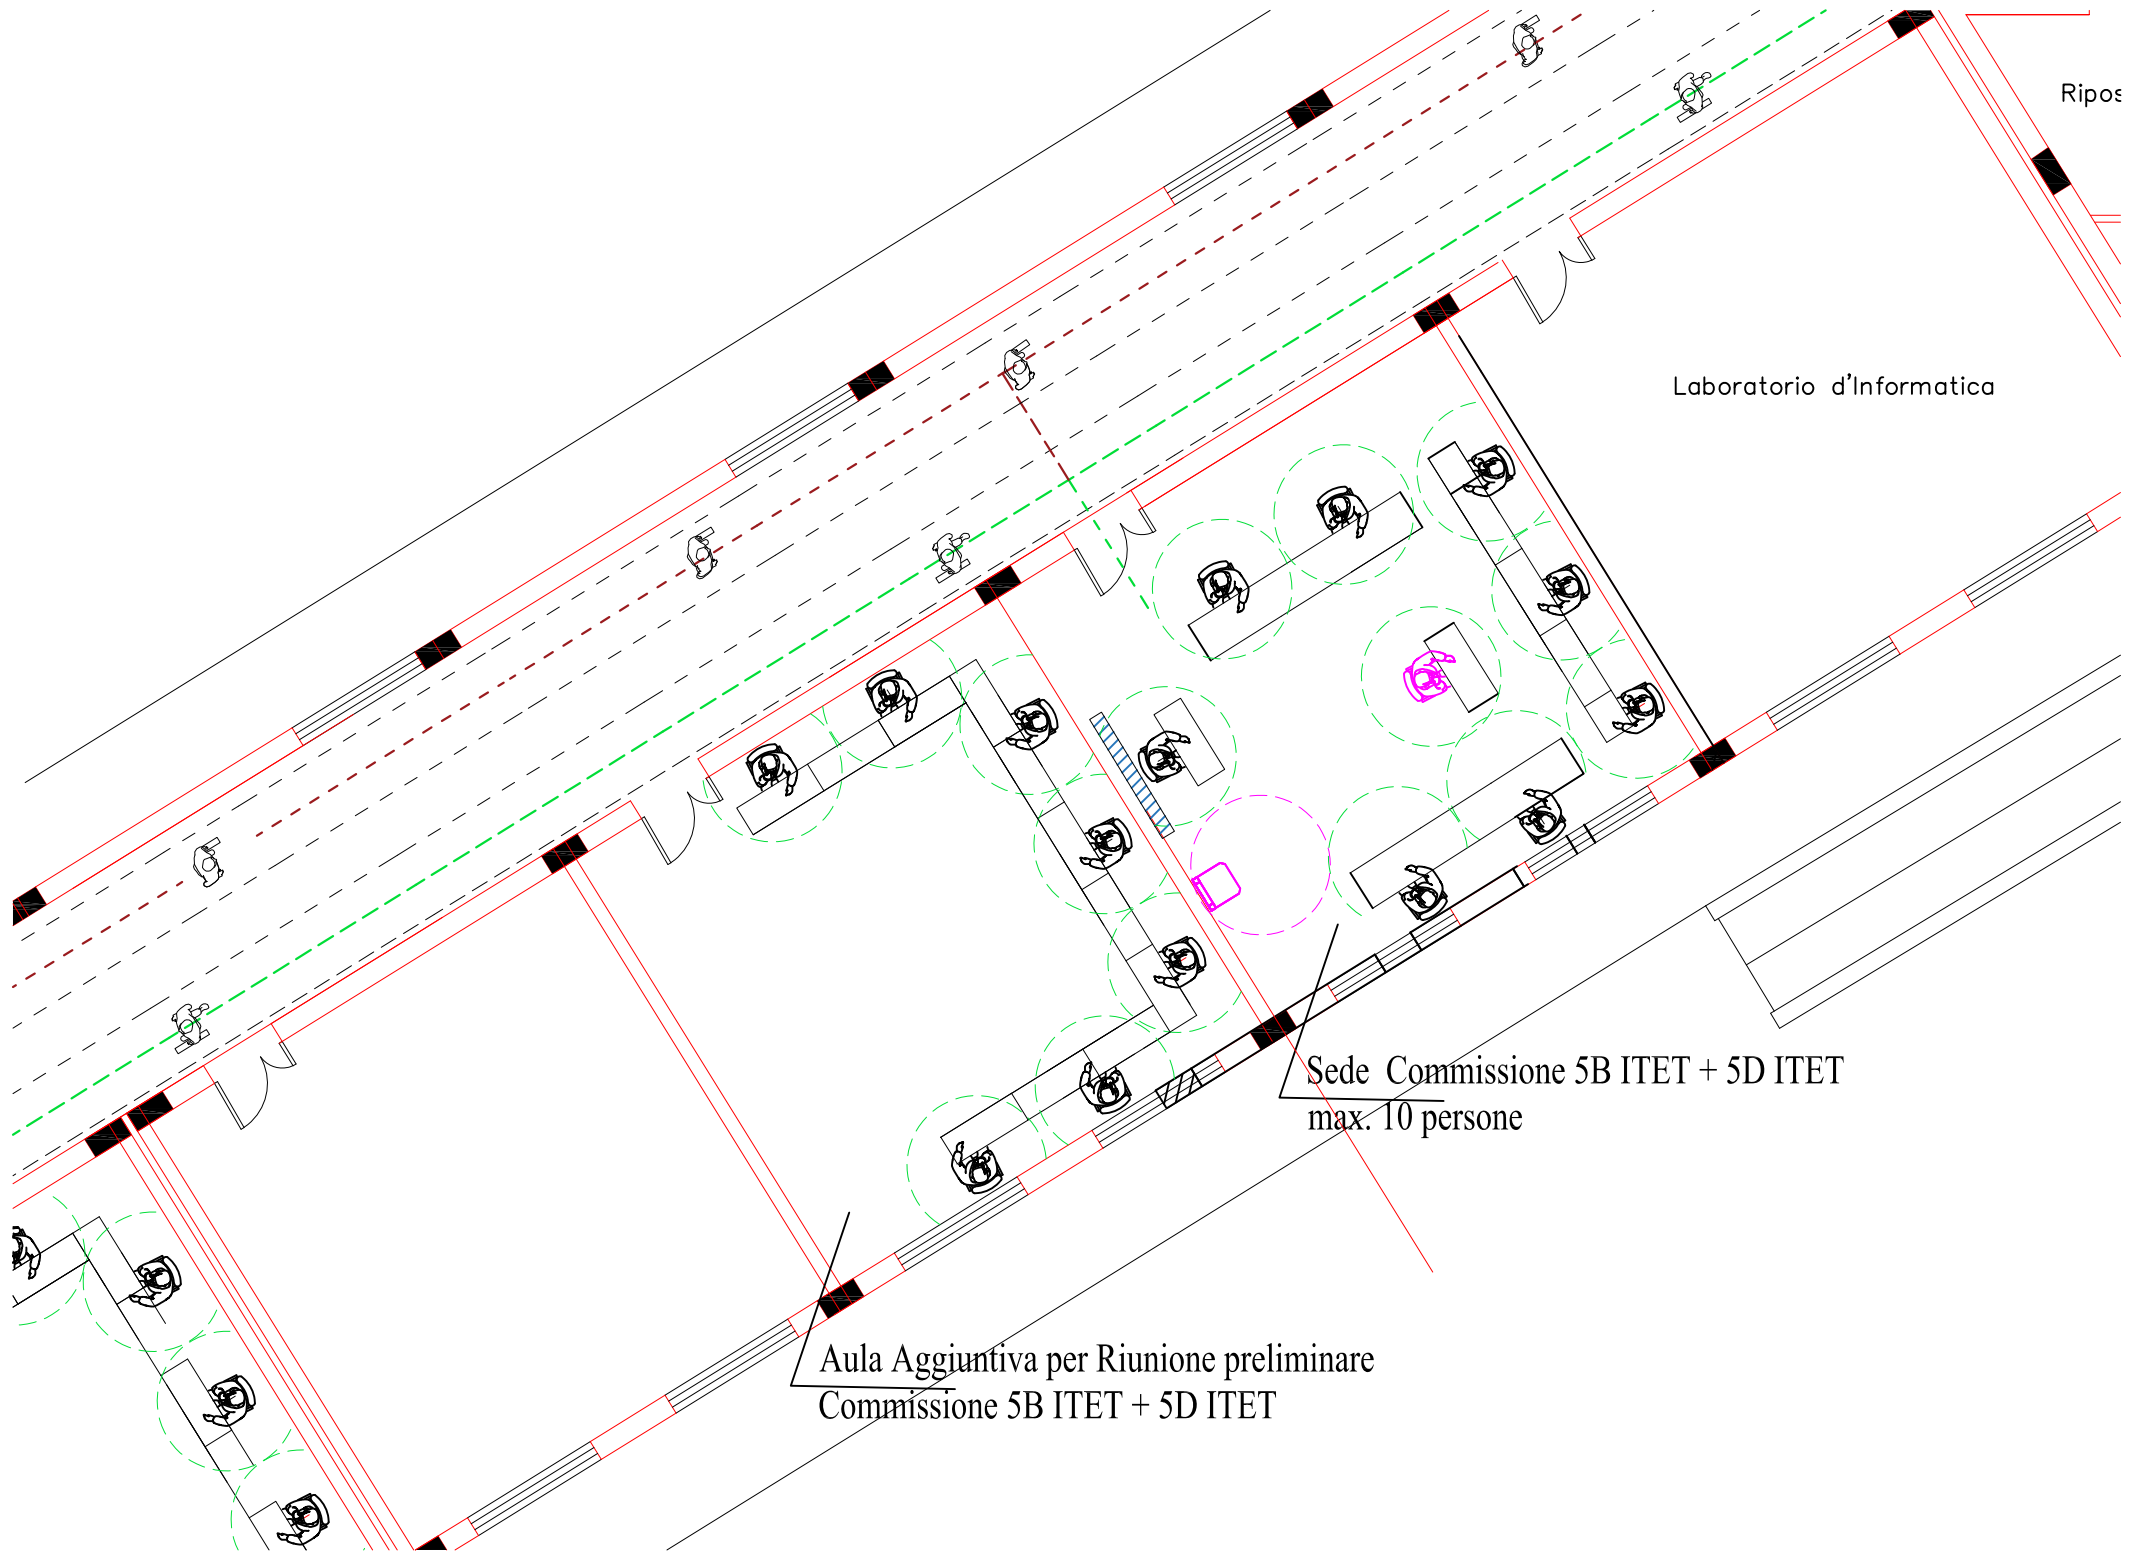 Ripos
Laboratorio d'Informatica
Sede Commissione 5B ITET + 5D ITET
max. 10 persone
Aula Aggiuntiva per Riunione preliminare
Commissione 5B ITET + 5D ITET